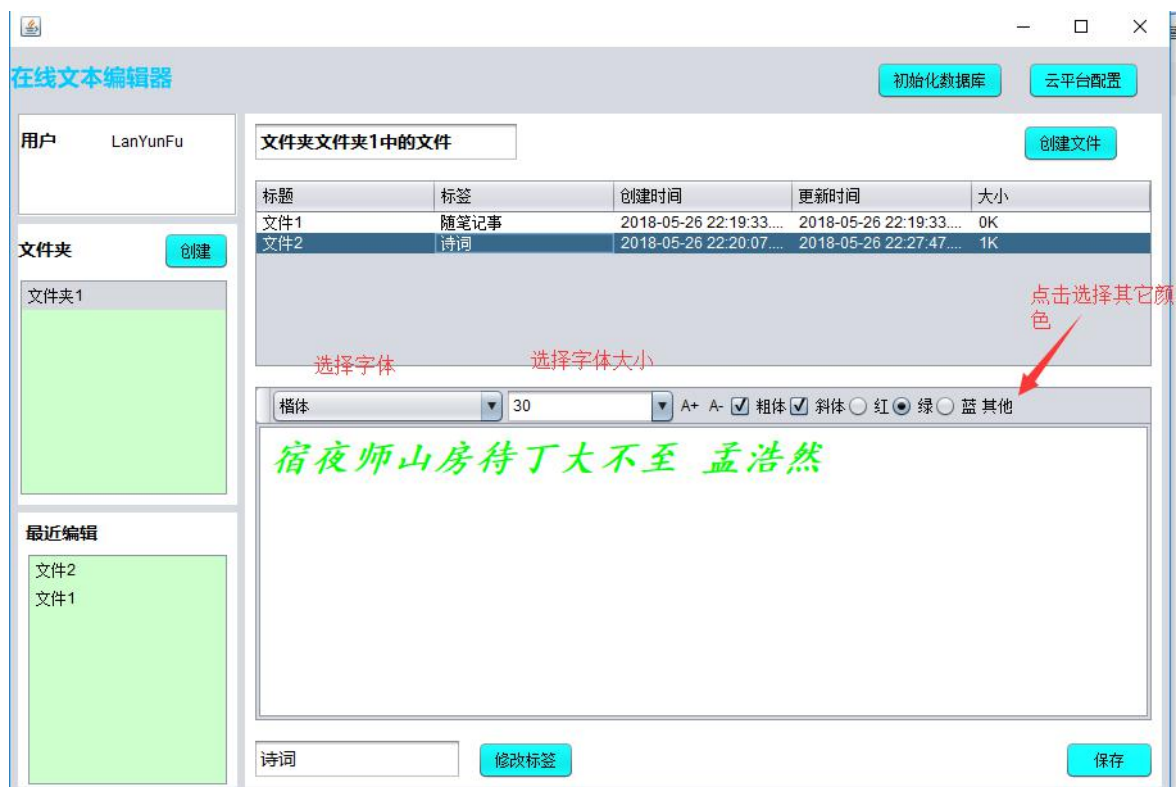 在线文本编辑器
初始化数据库
云平台配置
用户
LanYunFu
文件夹文件夹1中的文件
创建文件
标题 标签 创建时间 更新时间 大小
文件1 随笔记事 2018-05-26 22:19:33.... 2018-05-26 22:19:33.... 0K
文件2 诗词 2018-05-26 22:20:07.... 2018-05-26 22:27:47.... 1K
文件夹
创建
文件夹1
点击选择其它颜
色
选择字体
选择字体大小
楷体 30 A+ A- 粗体 斜体 红 绿 蓝 其他
宿夜师山房待丁大不至 孟浩然
最近编辑
文件2
文件1
诗词
修改标签
保存